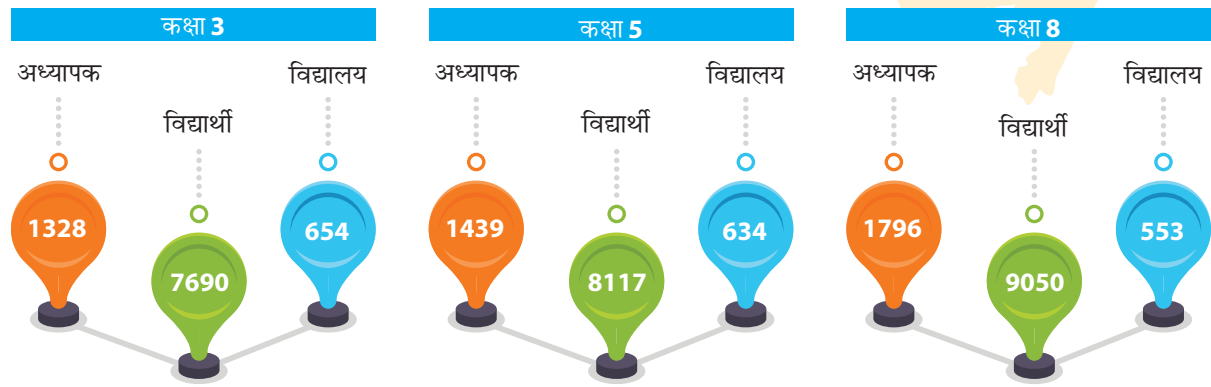 कक्षा 3
अध्यापक
विद्यार्थी
विद्यालय
1328
7690
654
कक्षा 5
अध्यापक
विद्यार्थी
विद्यालय
1439
8117
634
कक्षा 8
अध्यापक
विद्यार्थी
विद्यालय
1796
9050
553